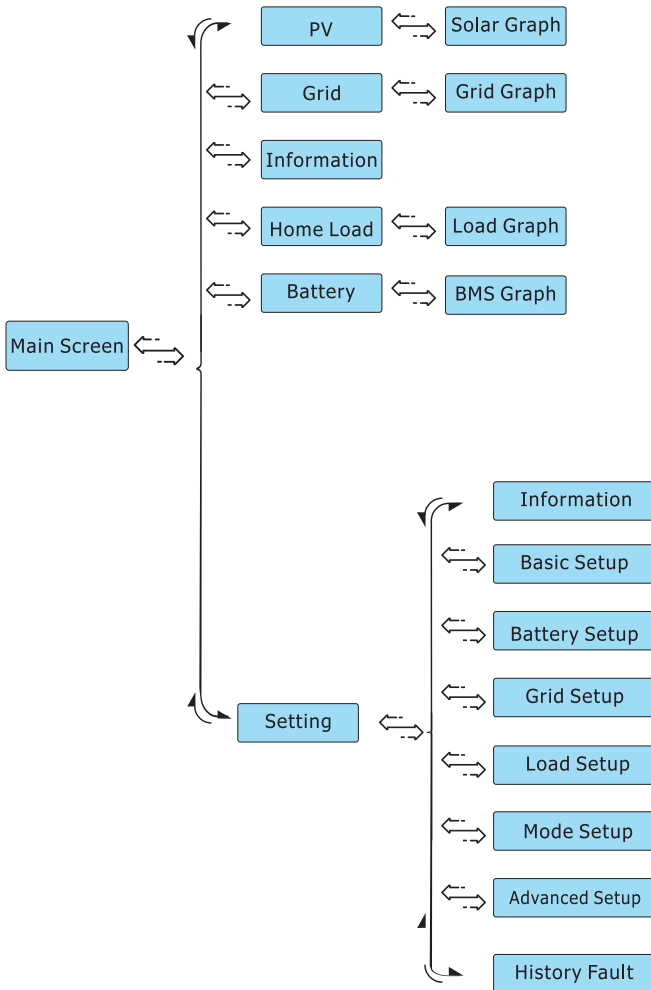 PV
Solar Graph
Grid
Grid Graph
Information
Home Load
Load Graph
Battery
BMS Graph
Main Screen
Information
Basic Setup
Battery Setup
Grid Setup
Setting
Load Setup
Mode Setup
Advanced Setup
History Fault